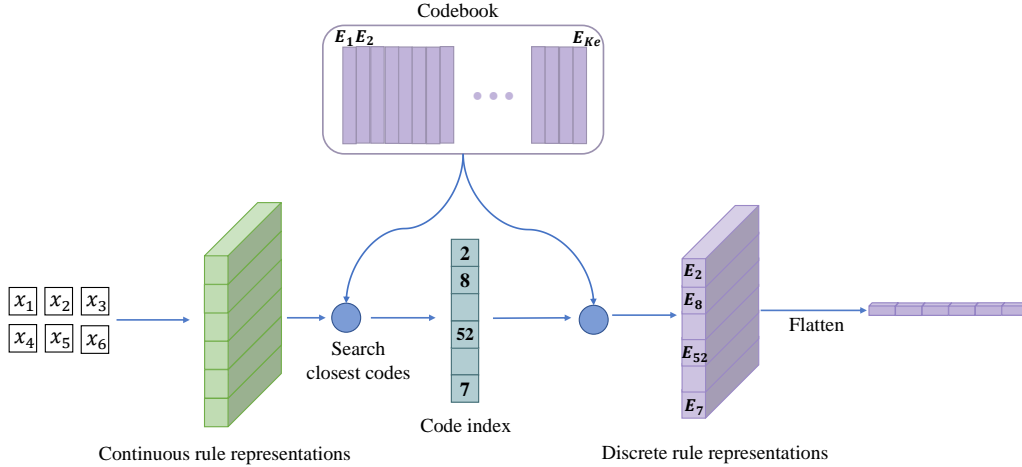 Codebook
E₁ E₂ E_Ke
x₁ x₂ x₃
x₄ x₅ x₆
Search
closest codes
2
8
52
7
Code index
E₂
E₈
E₅₂
E₇
Flatten
Continuous rule representations
Discrete rule representations